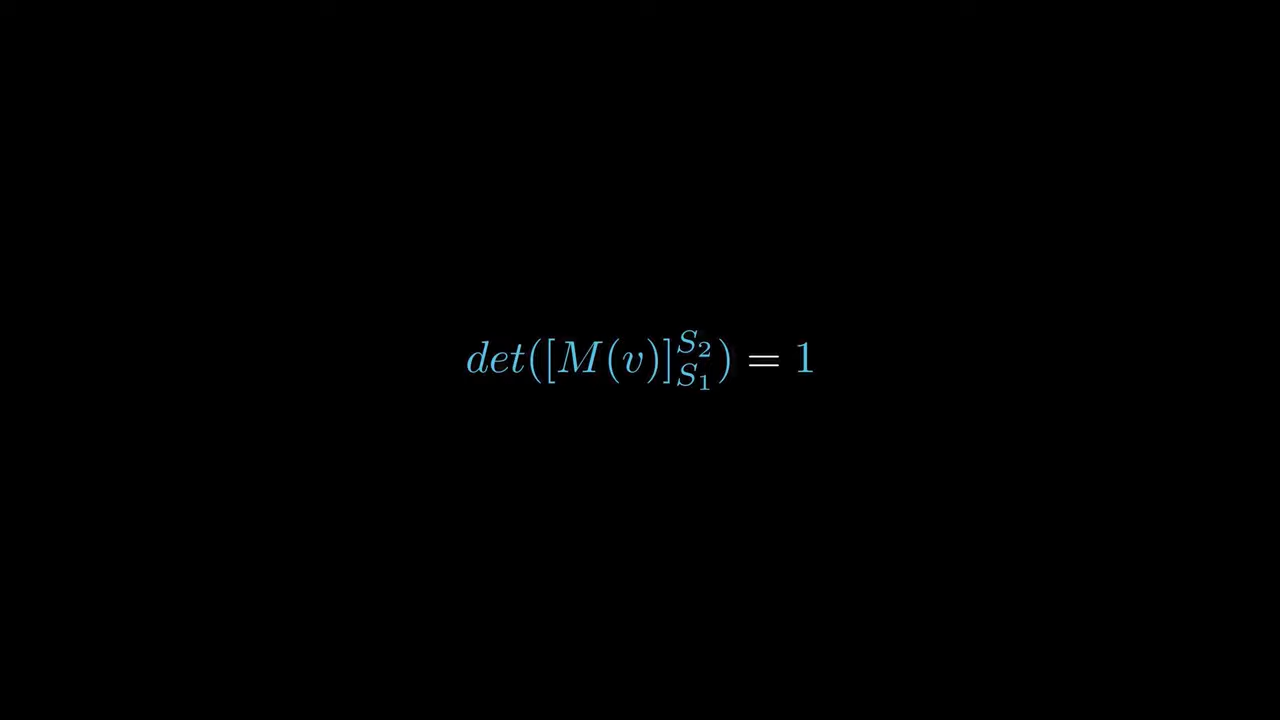 det([M(v)]_{S_1}^{S_2}) = 1